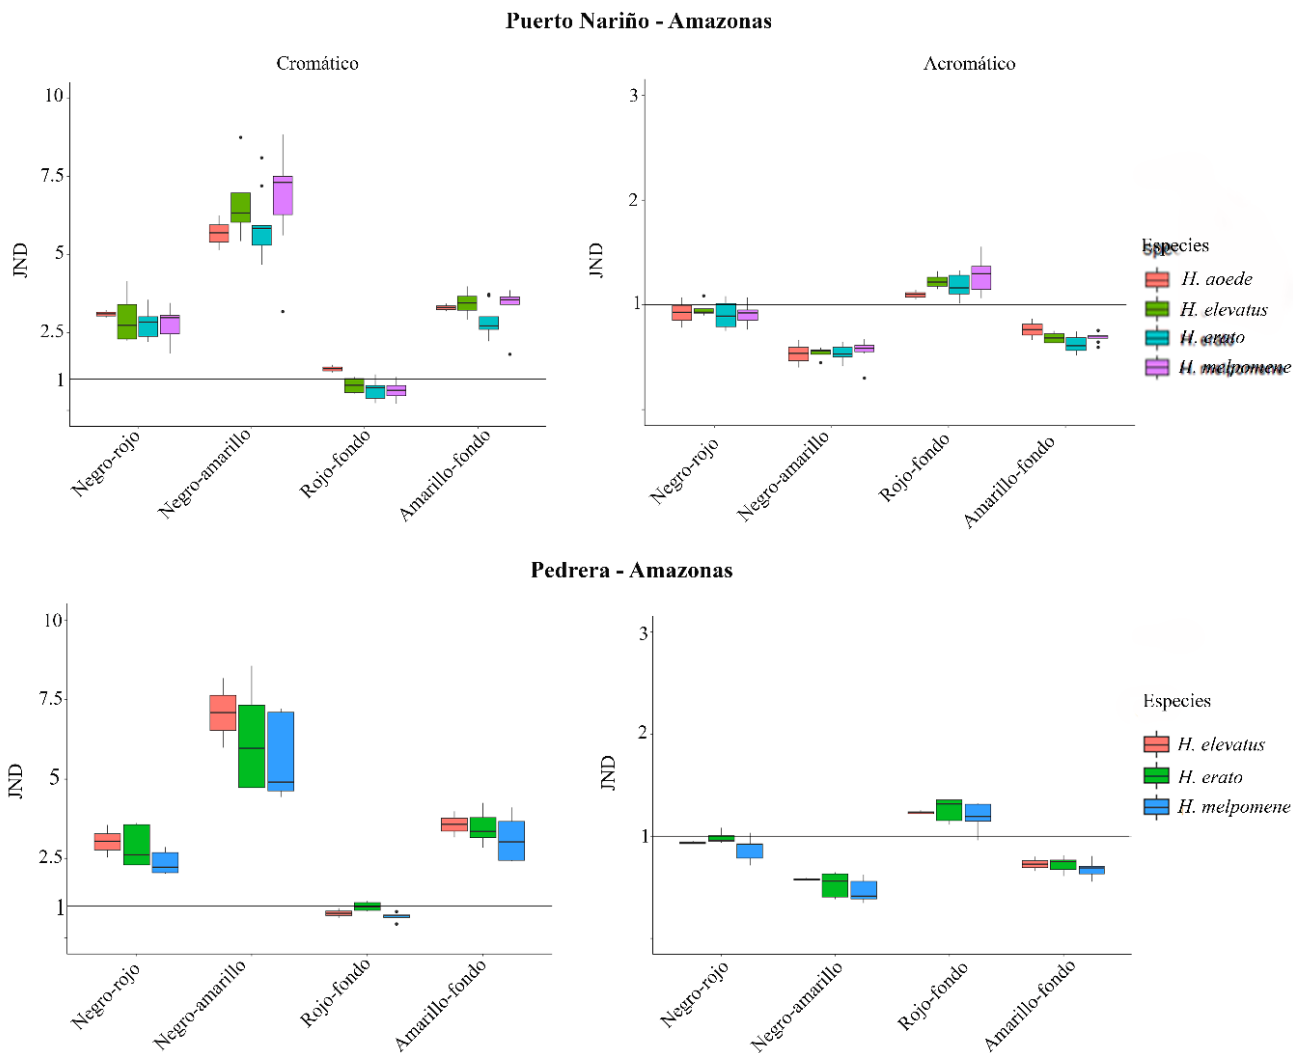 Puerto Nariño - Amazonas
Cromático
Acromático
10
7.5
5
2.5
1
JND
Negro-rojo
Negro-amarillo
Rojo-fondo
Amarillo-fondo
3
2
1
JND
Negro-rojo
Negro-amarillo
Rojo-fondo
Amarillo-fondo
Especies
H. aoede
H. elevatus
H. erato
H. melpomene
Pedrera - Amazonas
10
7.5
5
2.5
1
JND
Negro-rojo
Negro-amarillo
Rojo-fondo
Amarillo-fondo
3
2
1
JND
Negro-rojo
Negro-amarillo
Rojo-fondo
Amarillo-fondo
Especies
H. elevatus
H. erato
H. melpomene